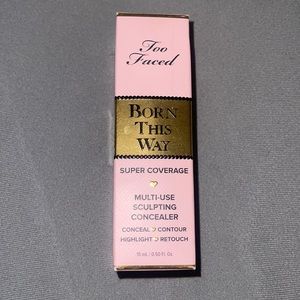 Too
Faced
BORN
THIS
WAY
SUPER COVERAGE
MULTI-USE
SCULPTING
CONCEALER
CONCEAL CONTOUR
HIGHLIGHT RETOUCH
15 mL / 0.50 Fl. Oz.